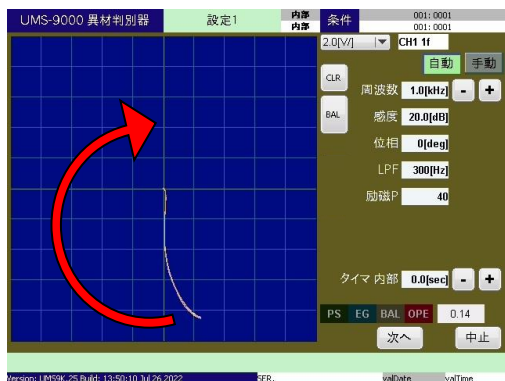 UMS-9000 異材判別器 設定1 内部 条件 001: 0001
内部 001: 0001
2.0[V/] CH1 1f
自動 手動
CLR
周波数 1.0[kHz] - +
BAL 感度 20.0[dB]
位相 0[deg]
LPF 300[Hz]
励磁P 40
タイマ 内部 0.0[sec] - +
PS EG BAL OPE 0.14
次へ 中止
Version: UMS9K.25 Build: 13:50:10 Jul 26 2022 SER. valDate valTime